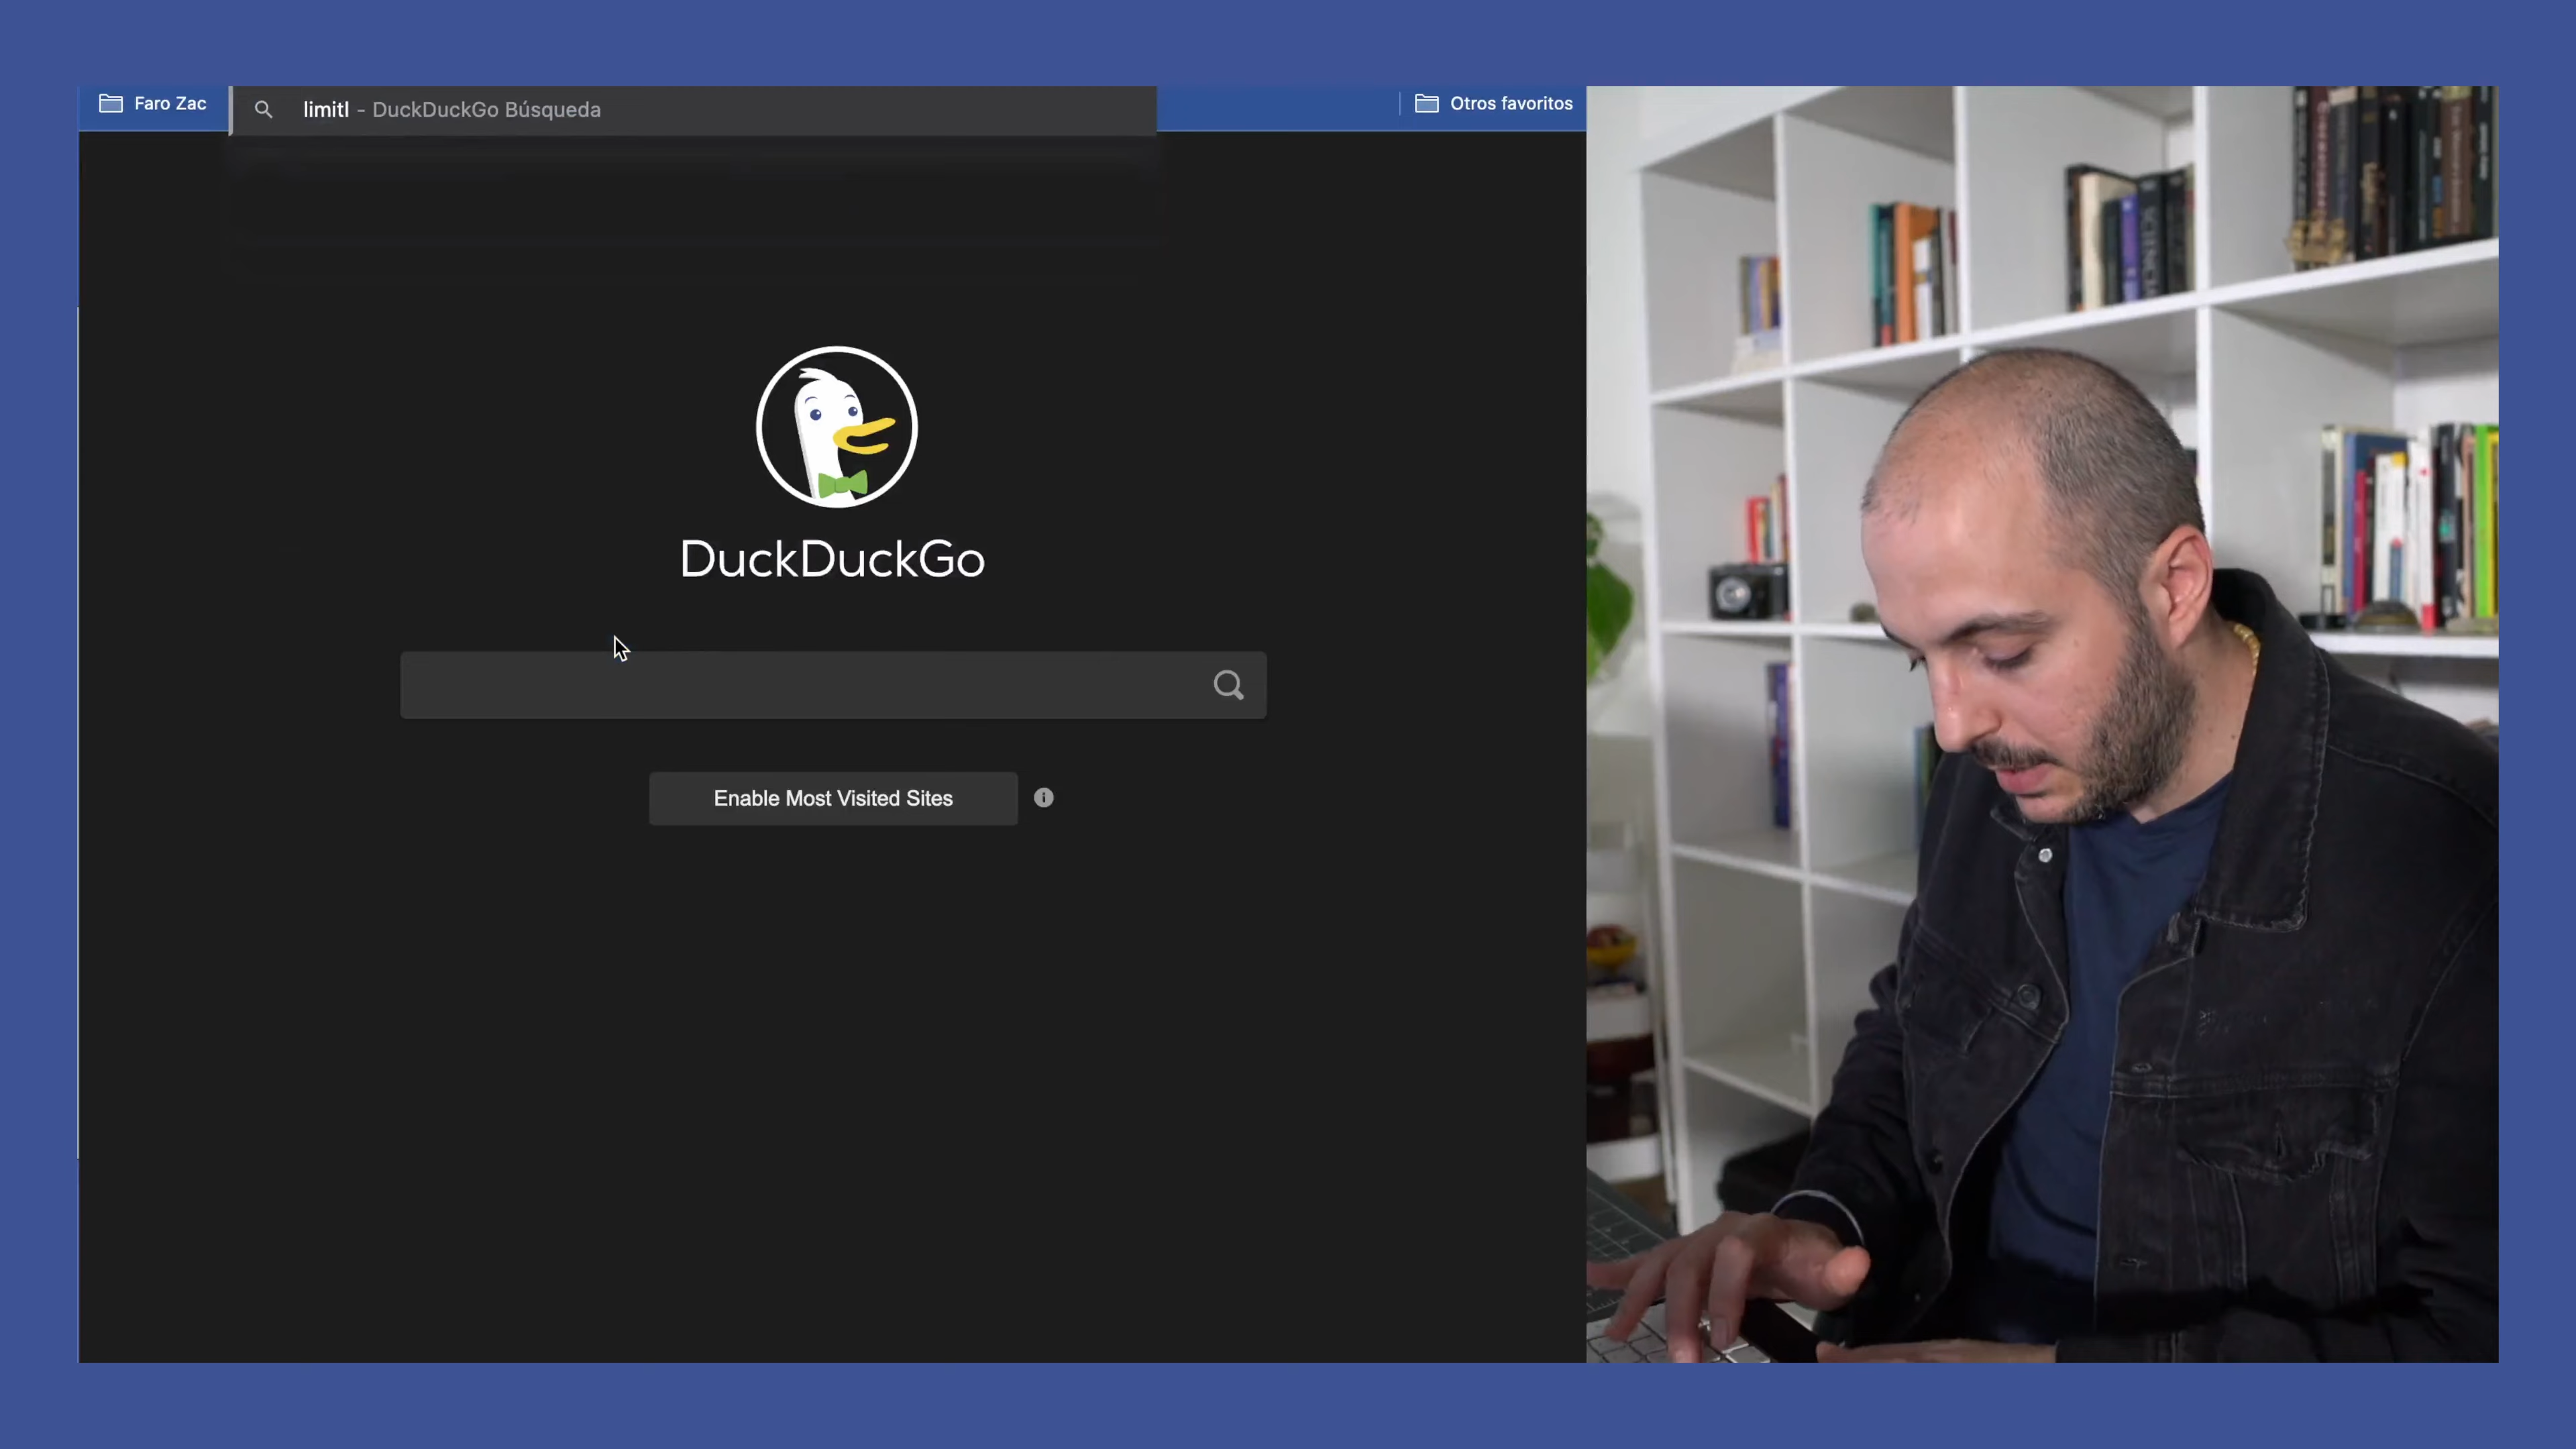 Faro Zac
limitl - DuckDuckGo Búsqueda
Otros favoritos
DuckDuckGo
Enable Most Visited Sites